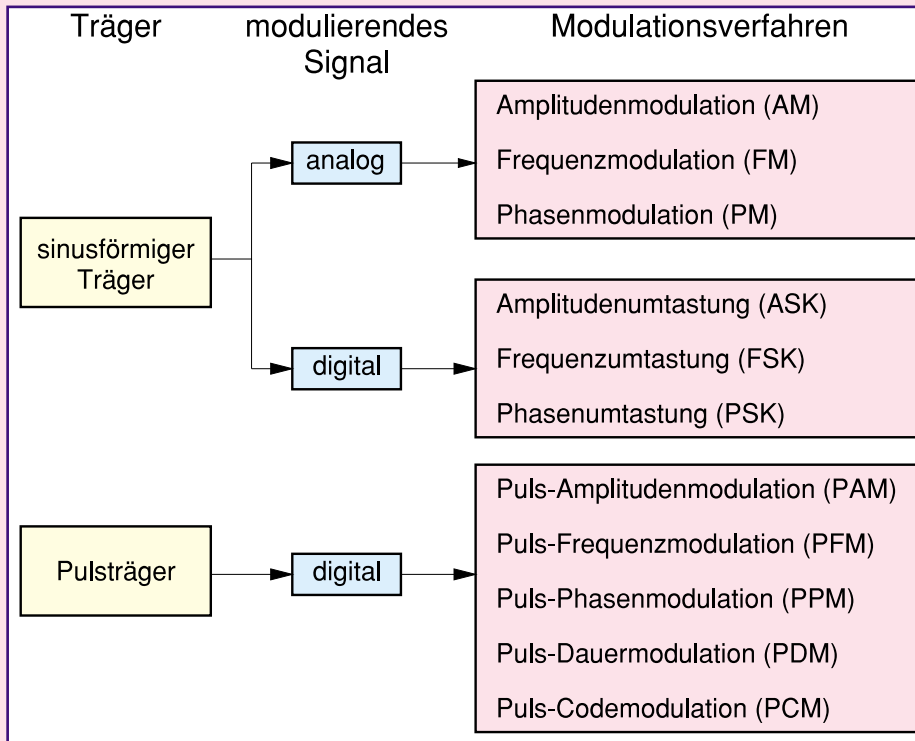 Träger
modulierendes
Signal
Modulationsverfahren
sinusförmiger
Träger
analog
Amplitudenmodulation (AM)
Frequenzmodulation (FM)
Phasenmodulation (PM)
digital
Amplitudenumtastung (ASK)
Frequenzumtastung (FSK)
Phasenumtastung (PSK)
Pulsträger
digital
Puls-Amplitudenmodulation (PAM)
Puls-Frequenzmodulation (PFM)
Puls-Phasenmodulation (PPM)
Puls-Dauermodulation (PDM)
Puls-Codemodulation (PCM)